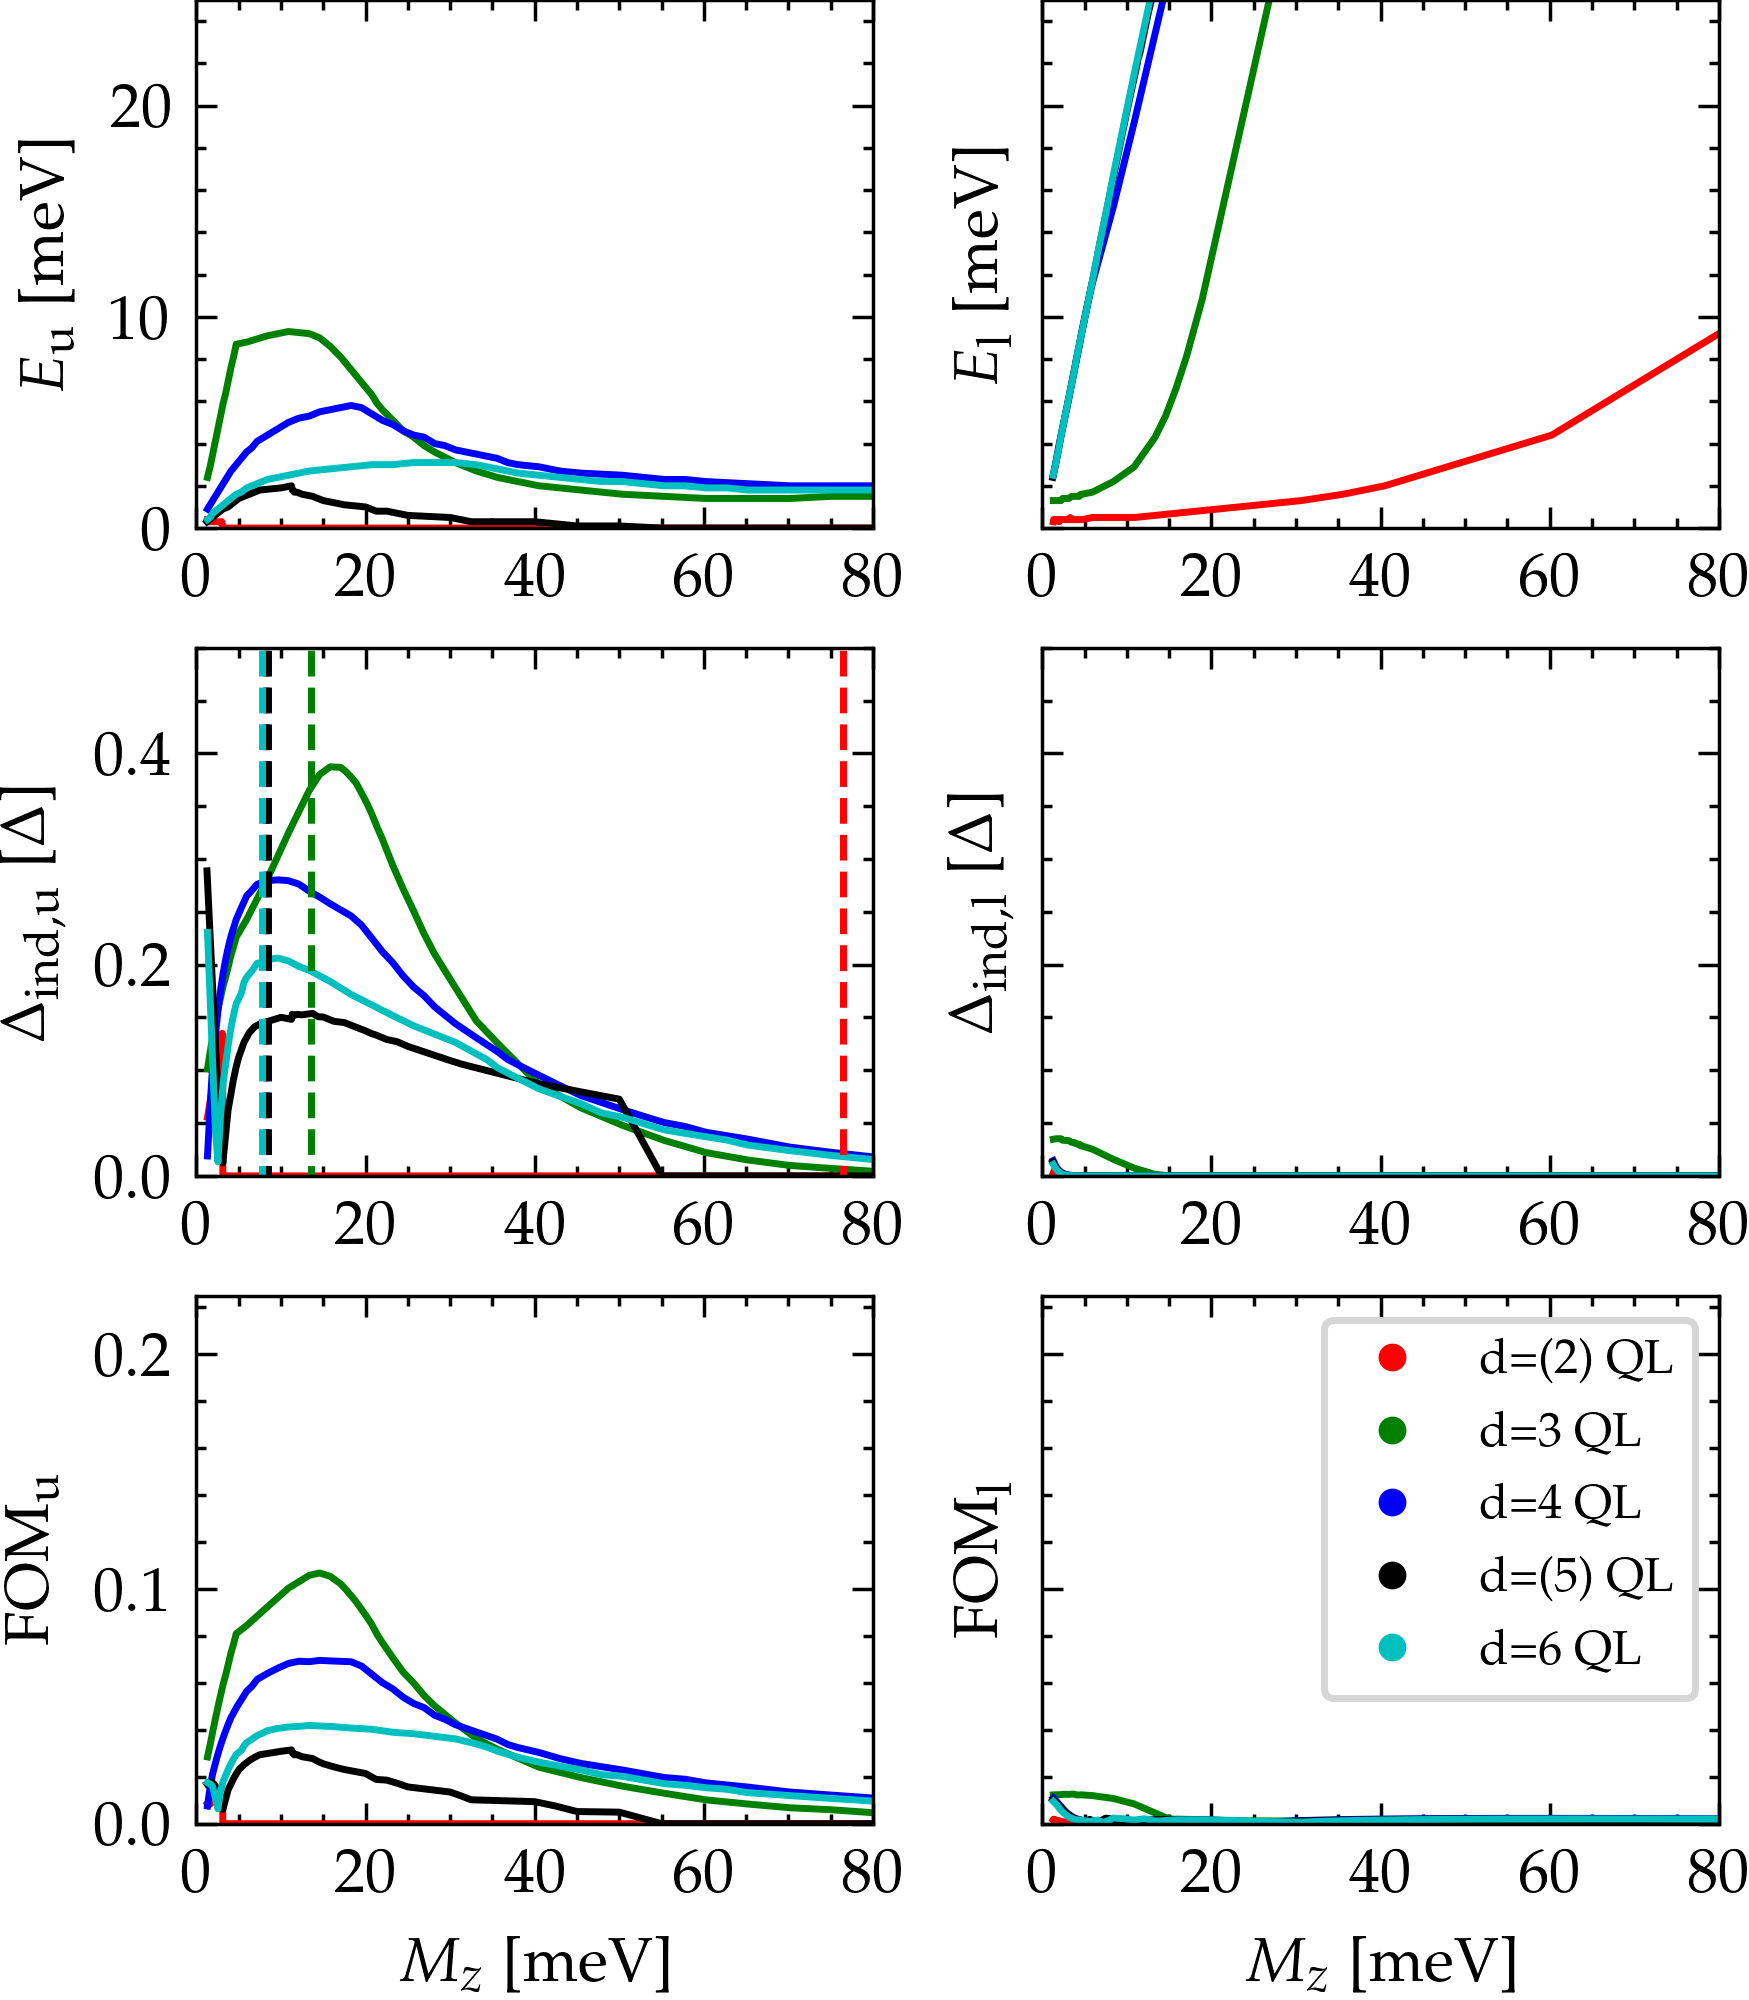 20
10
0
E_u [meV]
0 20 40 60 80
E_l [meV]
0 20 40 60 80
0.4
0.2
0.0
Δ_ind,u [Δ]
0 20 40 60 80
Δ_ind,l [Δ]
0 20 40 60 80
0.2
0.1
0.0
FOM_u
0 20 40 60 80
M_z [meV]
FOM_l
d=(2) QL
d=3 QL
d=4 QL
d=(5) QL
d=6 QL
0 20 40 60 80
M_z [meV]